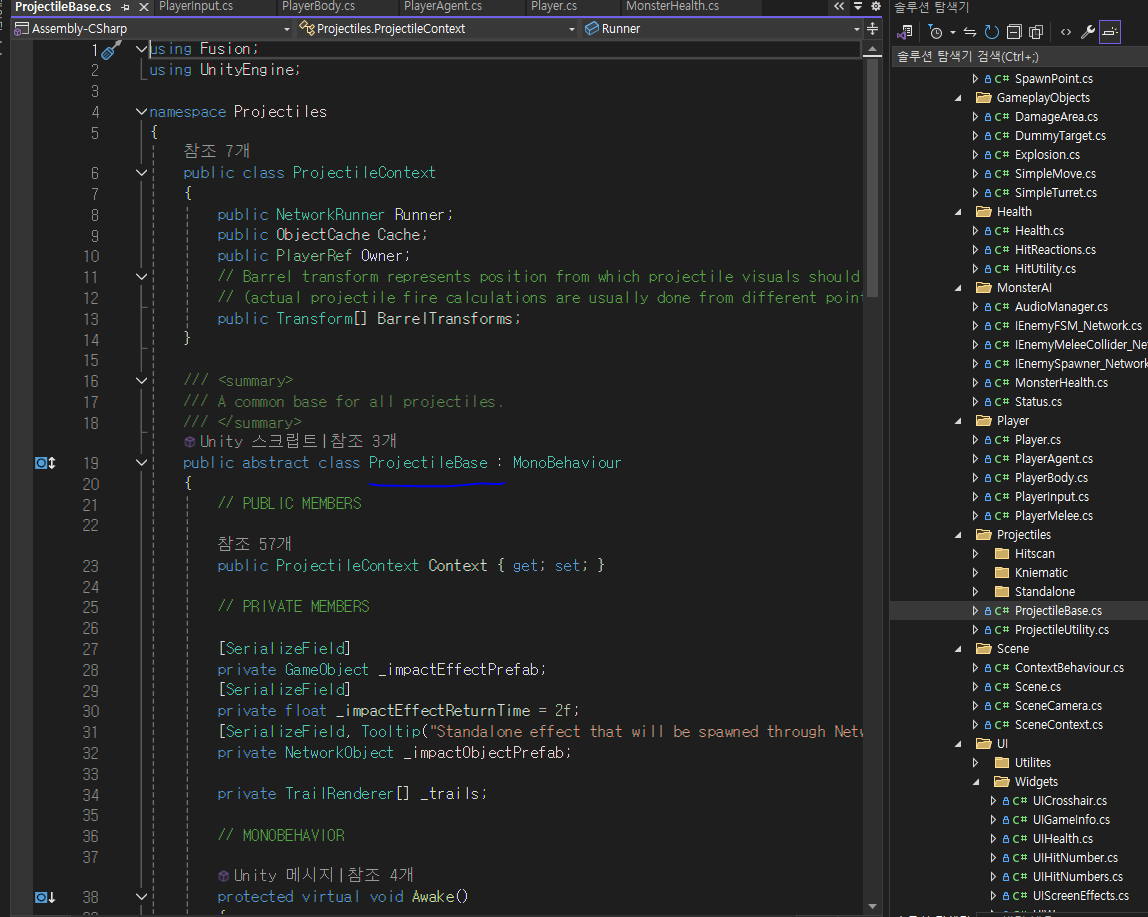 ProjectileBase.cs
PlayerInput.cs
PlayerBody.cs
PlayerAgent.cs
Player.cs
MonsterHealth.cs
Assembly-CSharp
Projectiles.ProjectileContext
Runner
1 using Fusion;
2 using UnityEngine;
3
4 namespace Projectiles
5 {
참조 7개
6 public class ProjectileContext
7 {
8 public NetworkRunner Runner;
9 public ObjectCache Cache;
10 public PlayerRef Owner;
11 // Barrel transform represents position from which projectile visuals should
12 // (actual projectile fire calculations are usually done from different point
13 public Transform[] BarrelTransforms;
14 }
15
16 /// <summary>
17 /// A common base for all projectiles.
18 /// </summary>
Unity 스크립트|참조 3개
19 public abstract class ProjectileBase : MonoBehaviour
20 {
21 // PUBLIC MEMBERS
22
참조 57개
23 public ProjectileContext Context { get; set; }
24
25 // PRIVATE MEMBERS
26
27 [SerializeField]
28 private GameObject _impactEffectPrefab;
29 [SerializeField]
30 private float _impactEffectReturnTime = 2f;
31 [SerializeField, Tooltip("Standalone effect that will be spawned through Netw
32 private NetworkObject _impactObjectPrefab;
33
34 private TrailRenderer[] _trails;
35
36 // MONOBEHAVIOR
37
Unity 메시지|참조 4개
38 protected virtual void Awake()
솔루션 탐색기
솔루션 탐색기 검색(Ctrl+;)
C# SpawnPoint.cs
GameplayObjects
C# DamageArea.cs
C# DummyTarget.cs
C# Explosion.cs
C# SimpleMove.cs
C# SimpleTurret.cs
Health
C# Health.cs
C# HitReactions.cs
C# HitUtility.cs
MonsterAI
C# AudioManager.cs
C# IEnemyFSM_Network.cs
C# IEnemyMeleeCollider_Ne
C# IEnemySpawner_Network
C# MonsterHealth.cs
C# Status.cs
Player
C# Player.cs
C# PlayerAgent.cs
C# PlayerBody.cs
C# PlayerInput.cs
C# PlayerMelee.cs
Projectiles
Hitscan
Kniematic
Standalone
C# ProjectileBase.cs
C# ProjectileUtility.cs
Scene
C# ContextBehaviour.cs
C# Scene.cs
C# SceneCamera.cs
C# SceneContext.cs
UI
Utilites
Widgets
C# UICrosshair.cs
C# UIGameInfo.cs
C# UIHealth.cs
C# UIHitNumber.cs
C# UIHitNumbers.cs
C# UIScreenEffects.cs